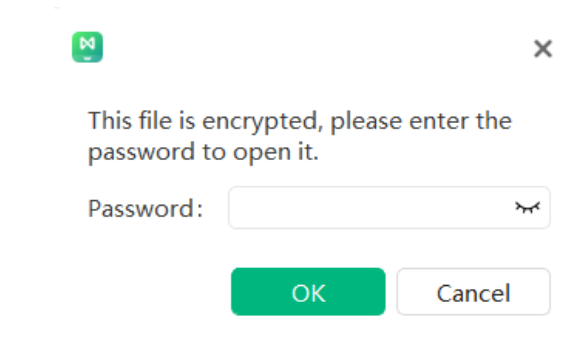 This file is encrypted, please enter the
password to open it.
Password:
OK
Cancel